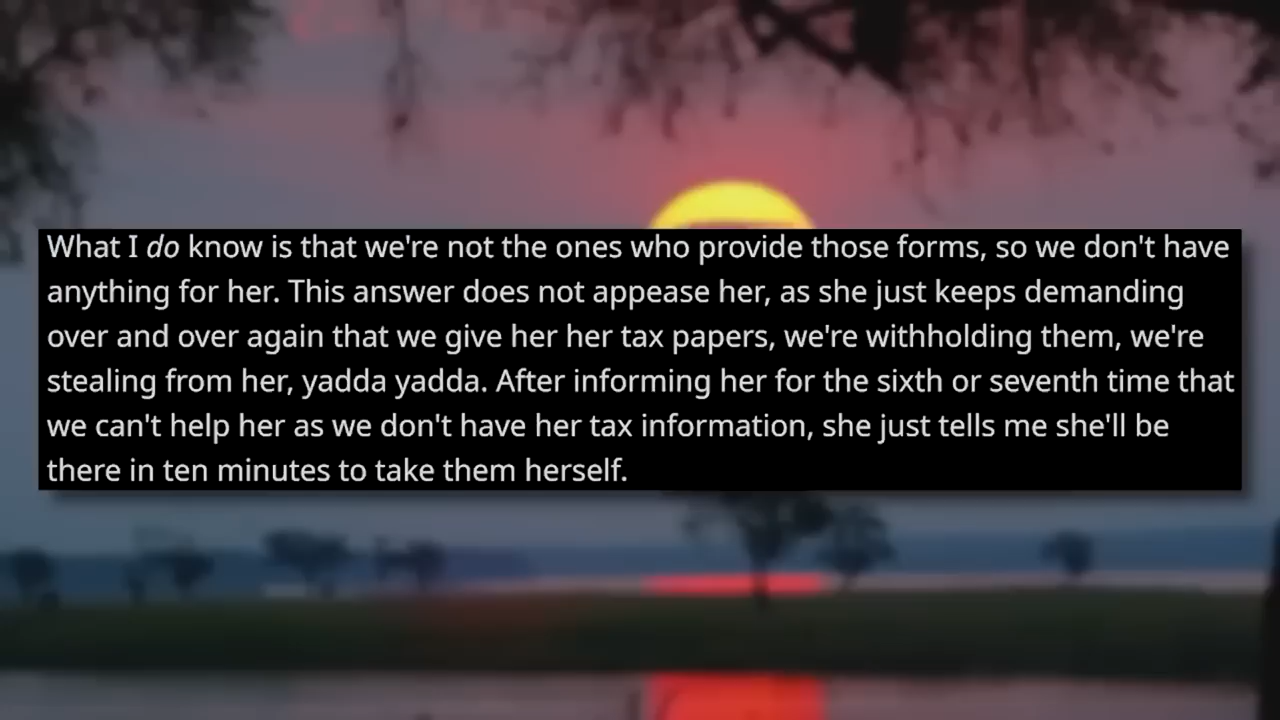 What I do know is that we're not the ones who provide those forms, so we don't have
anything for her. This answer does not appease her, as she just keeps demanding
over and over again that we give her her tax papers, we're withholding them, we're
stealing from her, yadda yadda. After informing her for the sixth or seventh time that
we can't help her as we don't have her tax information, she just tells me she'll be
there in ten minutes to take them herself.